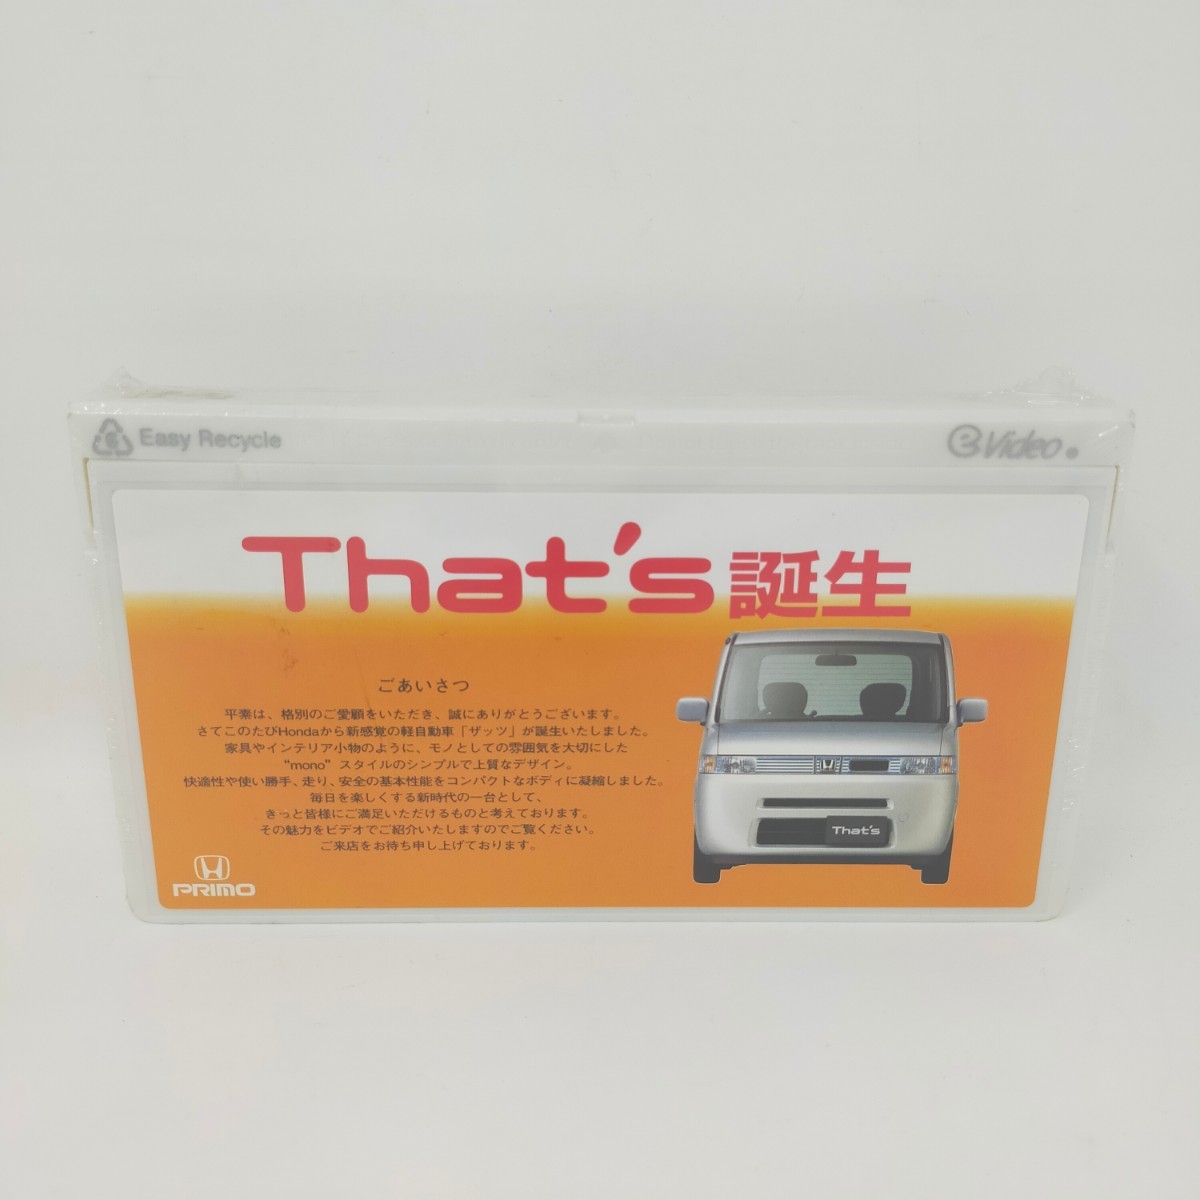 Easy Recycle
eVideo
That's 誕生
ごあいさつ
平素は、格別のご愛顧をいただき、誠にありがとうございます。
さてこのたびHondaから新感覚の軽自動車「ザッツ」が誕生いたしました。
家具やインテリア小物のように、モノとしての雰囲気を大切にした
“mono”スタイルのシンプルで上質なデザイン。
快適性や使い勝手、走り、安全の基本性能をコンパクトなボディに凝縮しました。
毎日を楽しくする新時代の一台として、
きっと皆様にご満足いただけるものと考えております。
その魅力をビデオでご紹介いたしますのでご覧ください。
ご来店をお待ち申し上げております。
That's
PRIMO